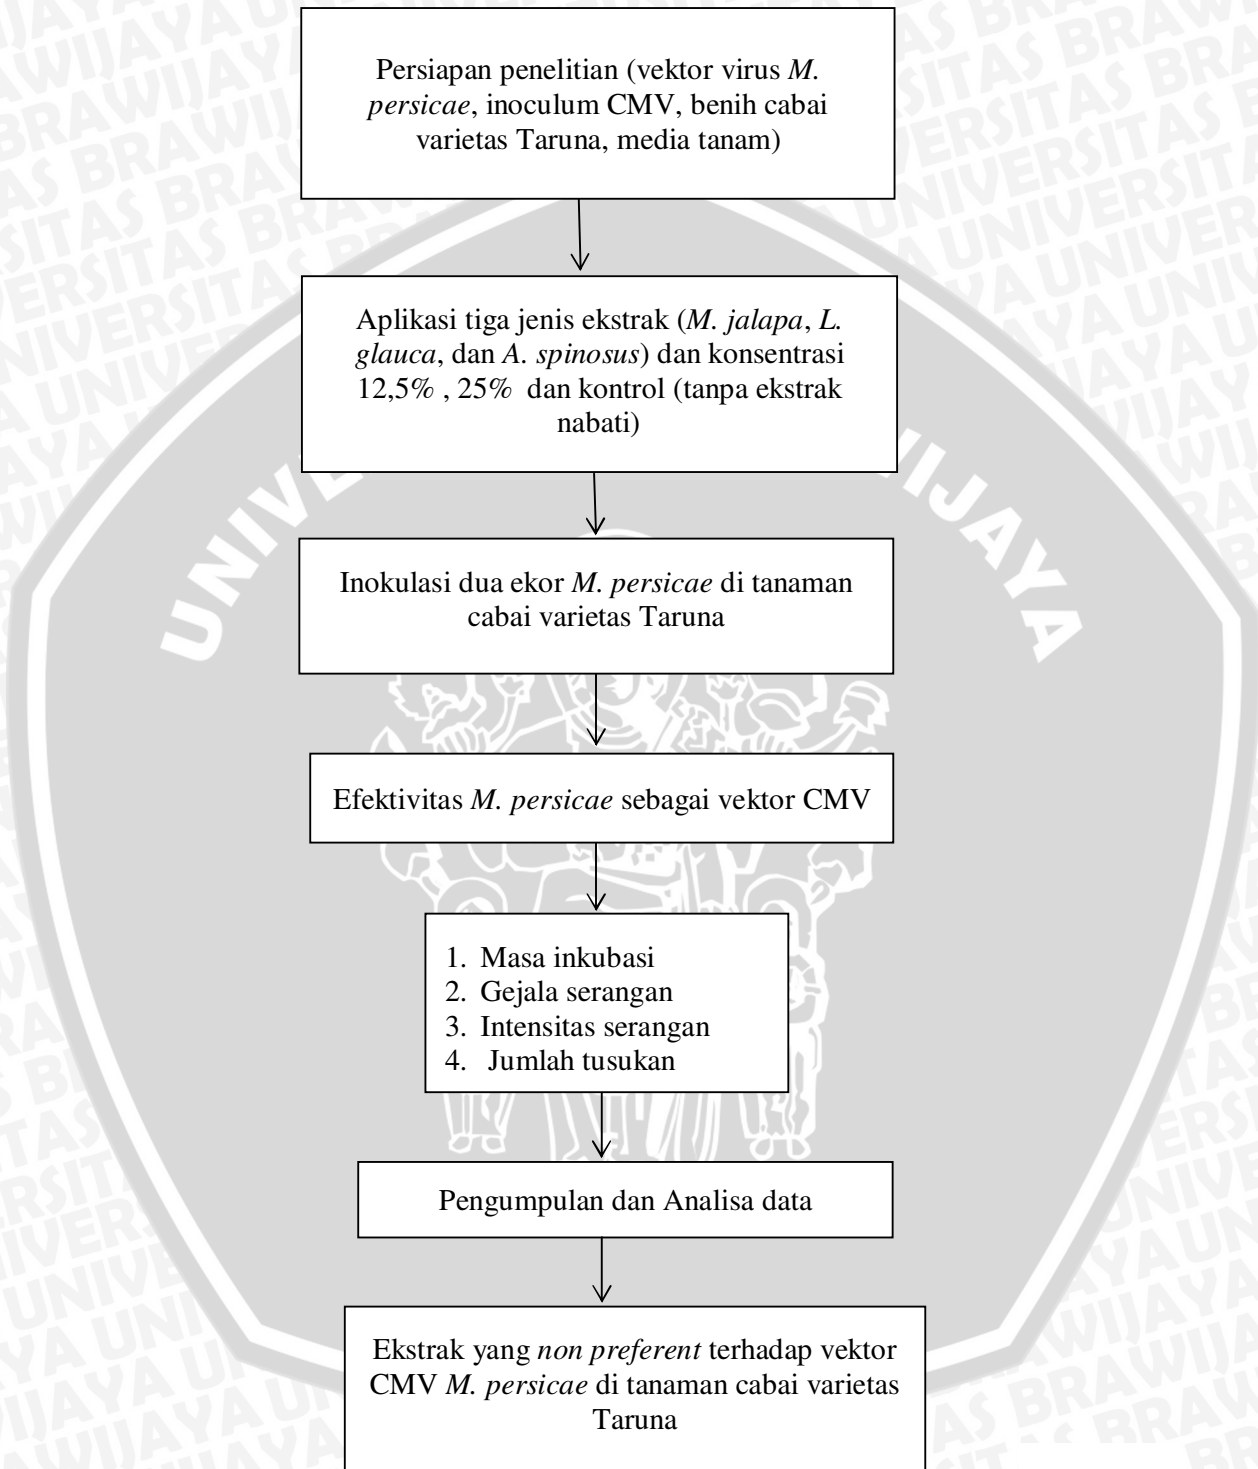 Persiapan penelitian (vektor virus M.
persicae, inoculum CMV, benih cabai
varietas Taruna, media tanam)
Aplikasi tiga jenis ekstrak (M. jalapa, L.
glauca, dan A. spinosus) dan konsentrasi
12,5% , 25% dan kontrol (tanpa ekstrak
nabati)
Inokulasi dua ekor M. persicae di tanaman
cabai varietas Taruna
Efektivitas M. persicae sebagai vektor CMV
1. Masa inkubasi
2. Gejala serangan
3. Intensitas serangan
4. Jumlah tusukan
Pengumpulan dan Analisa data
Ekstrak yang non preferent terhadap vektor
CMV M. persicae di tanaman cabai varietas
Taruna